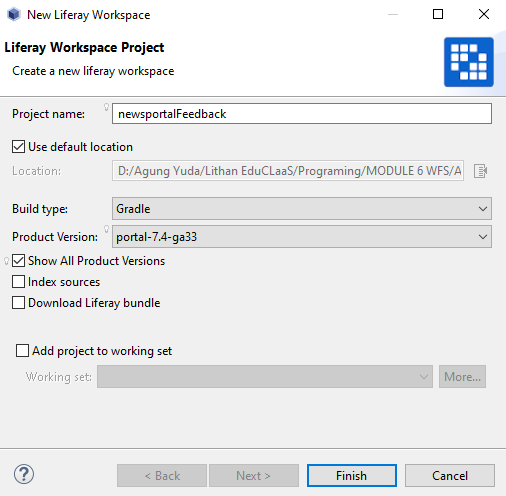 New Liferay Workspace
Liferay Workspace Project
Create a new liferay workspace
Project name: newsportalFeedback
Use default location
Location: D:/Agung Yuda/Lithan EduCLaaS/Programing/MODULE 6 WFS/A
Build type: Gradle
Product Version: portal-7.4-ga33
Show All Product Versions
Index sources
Download Liferay bundle
Add project to working set
Working set: More...
? < Back Next > Finish Cancel